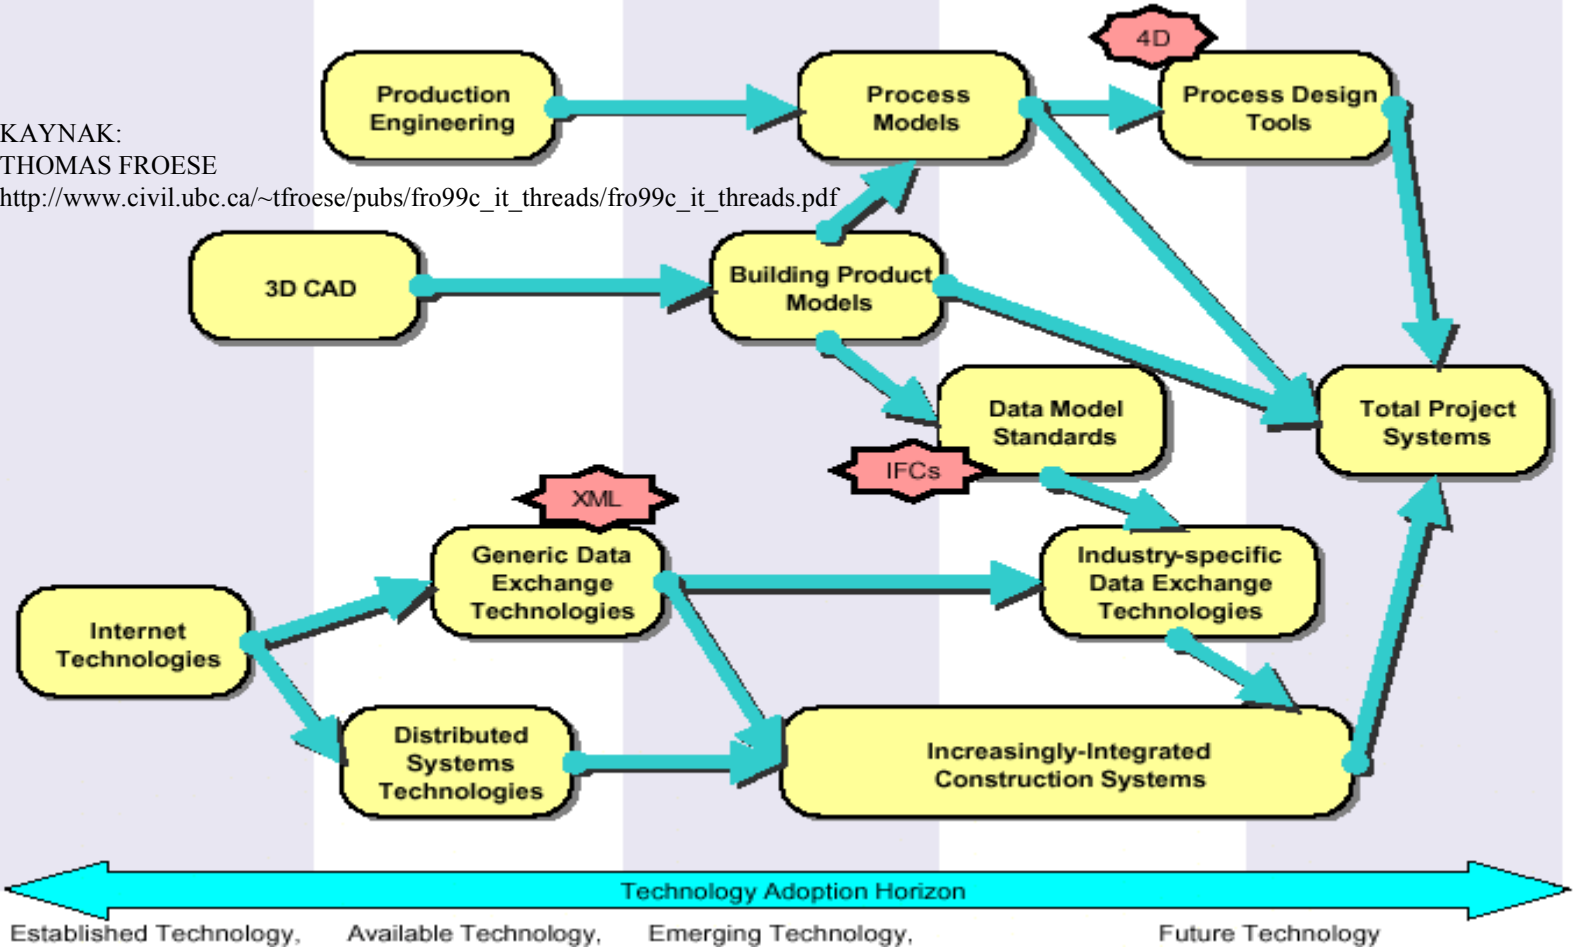 4D
Production
Engineering
Process
Models
Process Design
Tools
KAYNAK:
THOMAS FROESE
http://www.civil.ubc.ca/~tfroese/pubs/fro99c_it_threads/fro99c_it_threads.pdf
3D CAD
Building Product
Models
Data Model
Standards
Total Project
Systems
IFCs
XML
Generic Data
Exchange
Technologies
Industry-specific
Data Exchange
Technologies
Internet
Technologies
Distributed
Systems
Technologies
Increasingly-Integrated
Construction Systems
Technology Adoption Horizon
Established Technology,
Available Technology,
Emerging Technology,
Future Technology